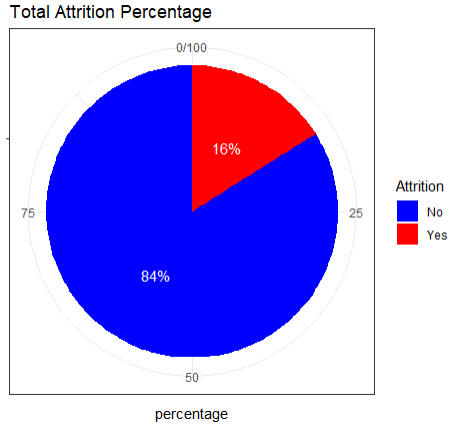 Total Attrition Percentage
0/100
16%
Attrition
No
Yes
75
25
84%
50
percentage